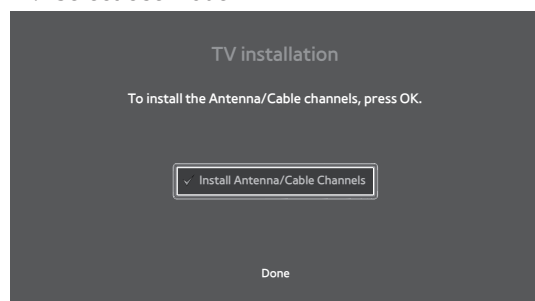 TV installation
To install the Antenna/Cable channels, press OK.
✓ Install Antenna/Cable Channels
Done